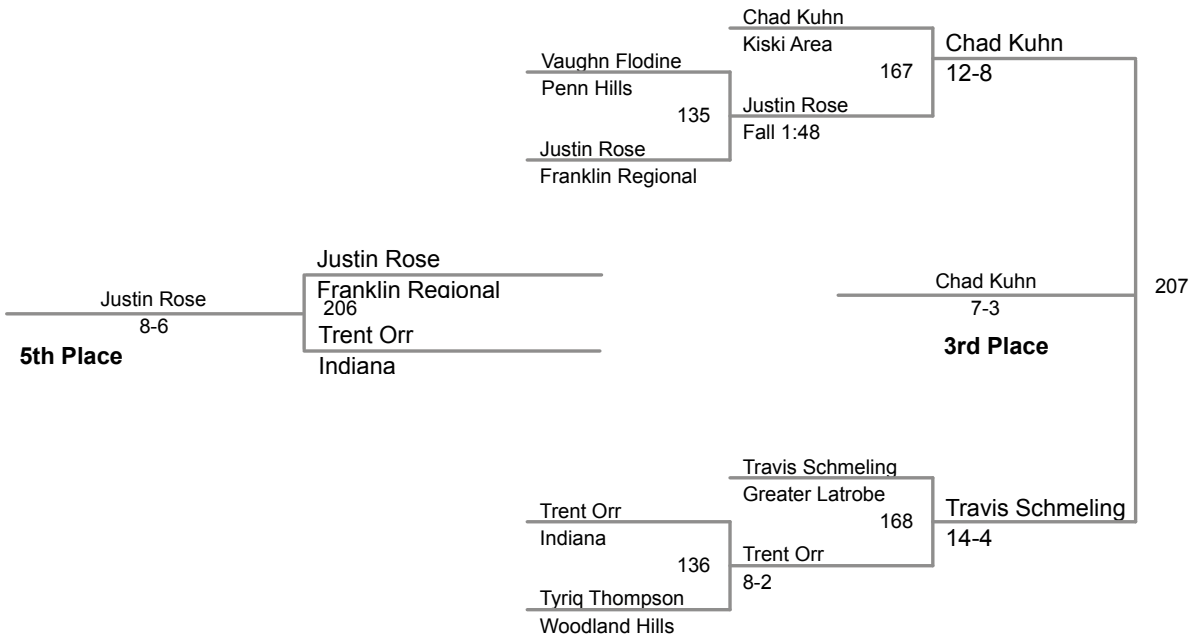 Chad Kuhn
Kiski Area
167
Chad Kuhn
12-8
Vaughn Flodine
Penn Hills
135
Justin Rose
Fall 1:48
Justin Rose
Franklin Regional
Justin Rose
Franklin Regional
206
Trent Orr
Indiana
Justin Rose
8-6
5th Place
Chad Kuhn
7-3
3rd Place
207
Travis Schmeling
Greater Latrobe
168
Travis Schmeling
14-4
Trent Orr
Indiana
136
Trent Orr
8-2
Tyriq Thompson
Woodland Hills